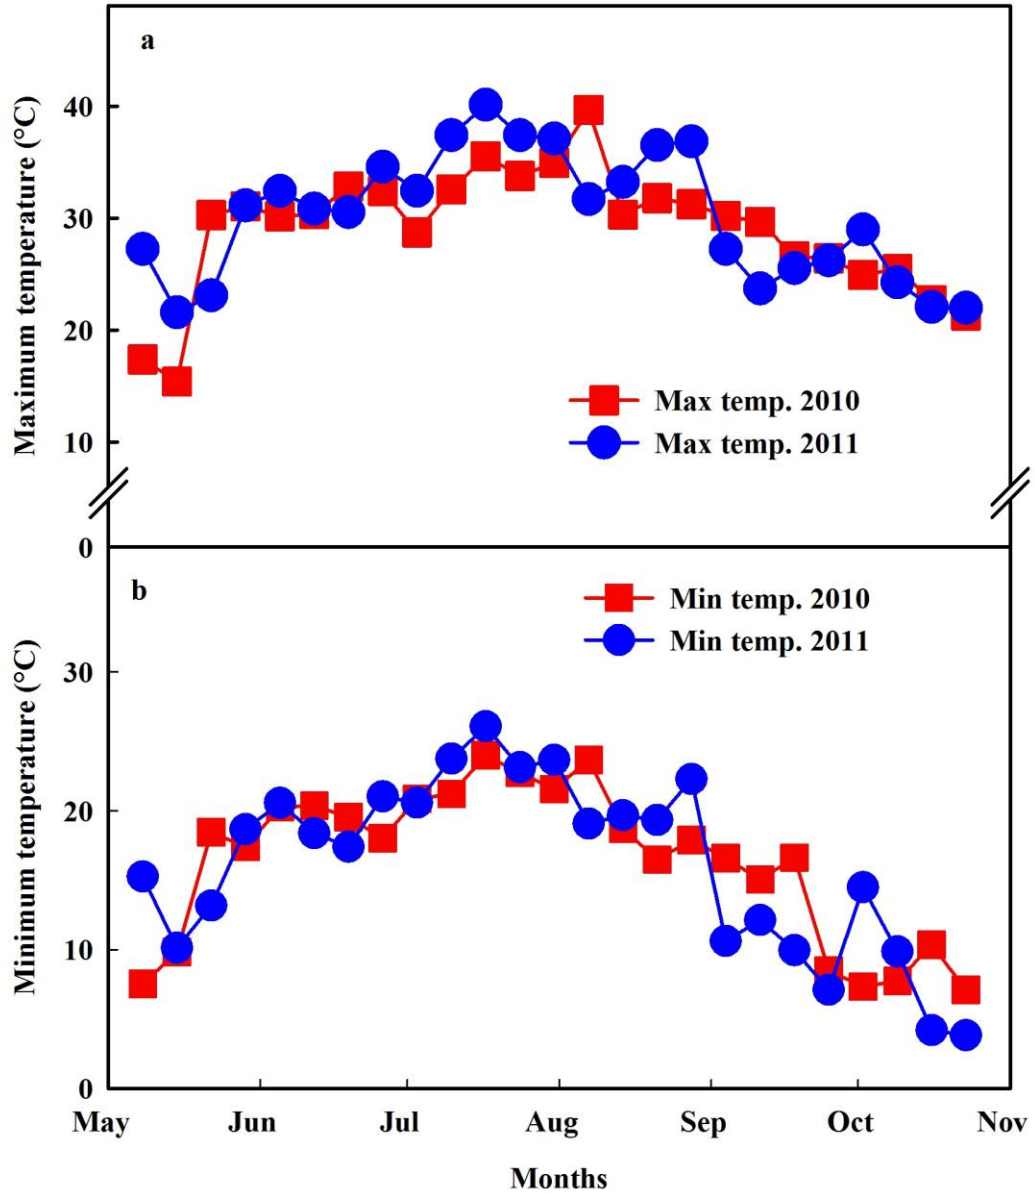 a
Maximum temperature (°C)
40
30
20
10
0
Max temp. 2010
Max temp. 2011
b
Minimum temperature (°C)
30
20
10
0
Min temp. 2010
Min temp. 2011
May Jun Jul Aug Sep Oct Nov
Months